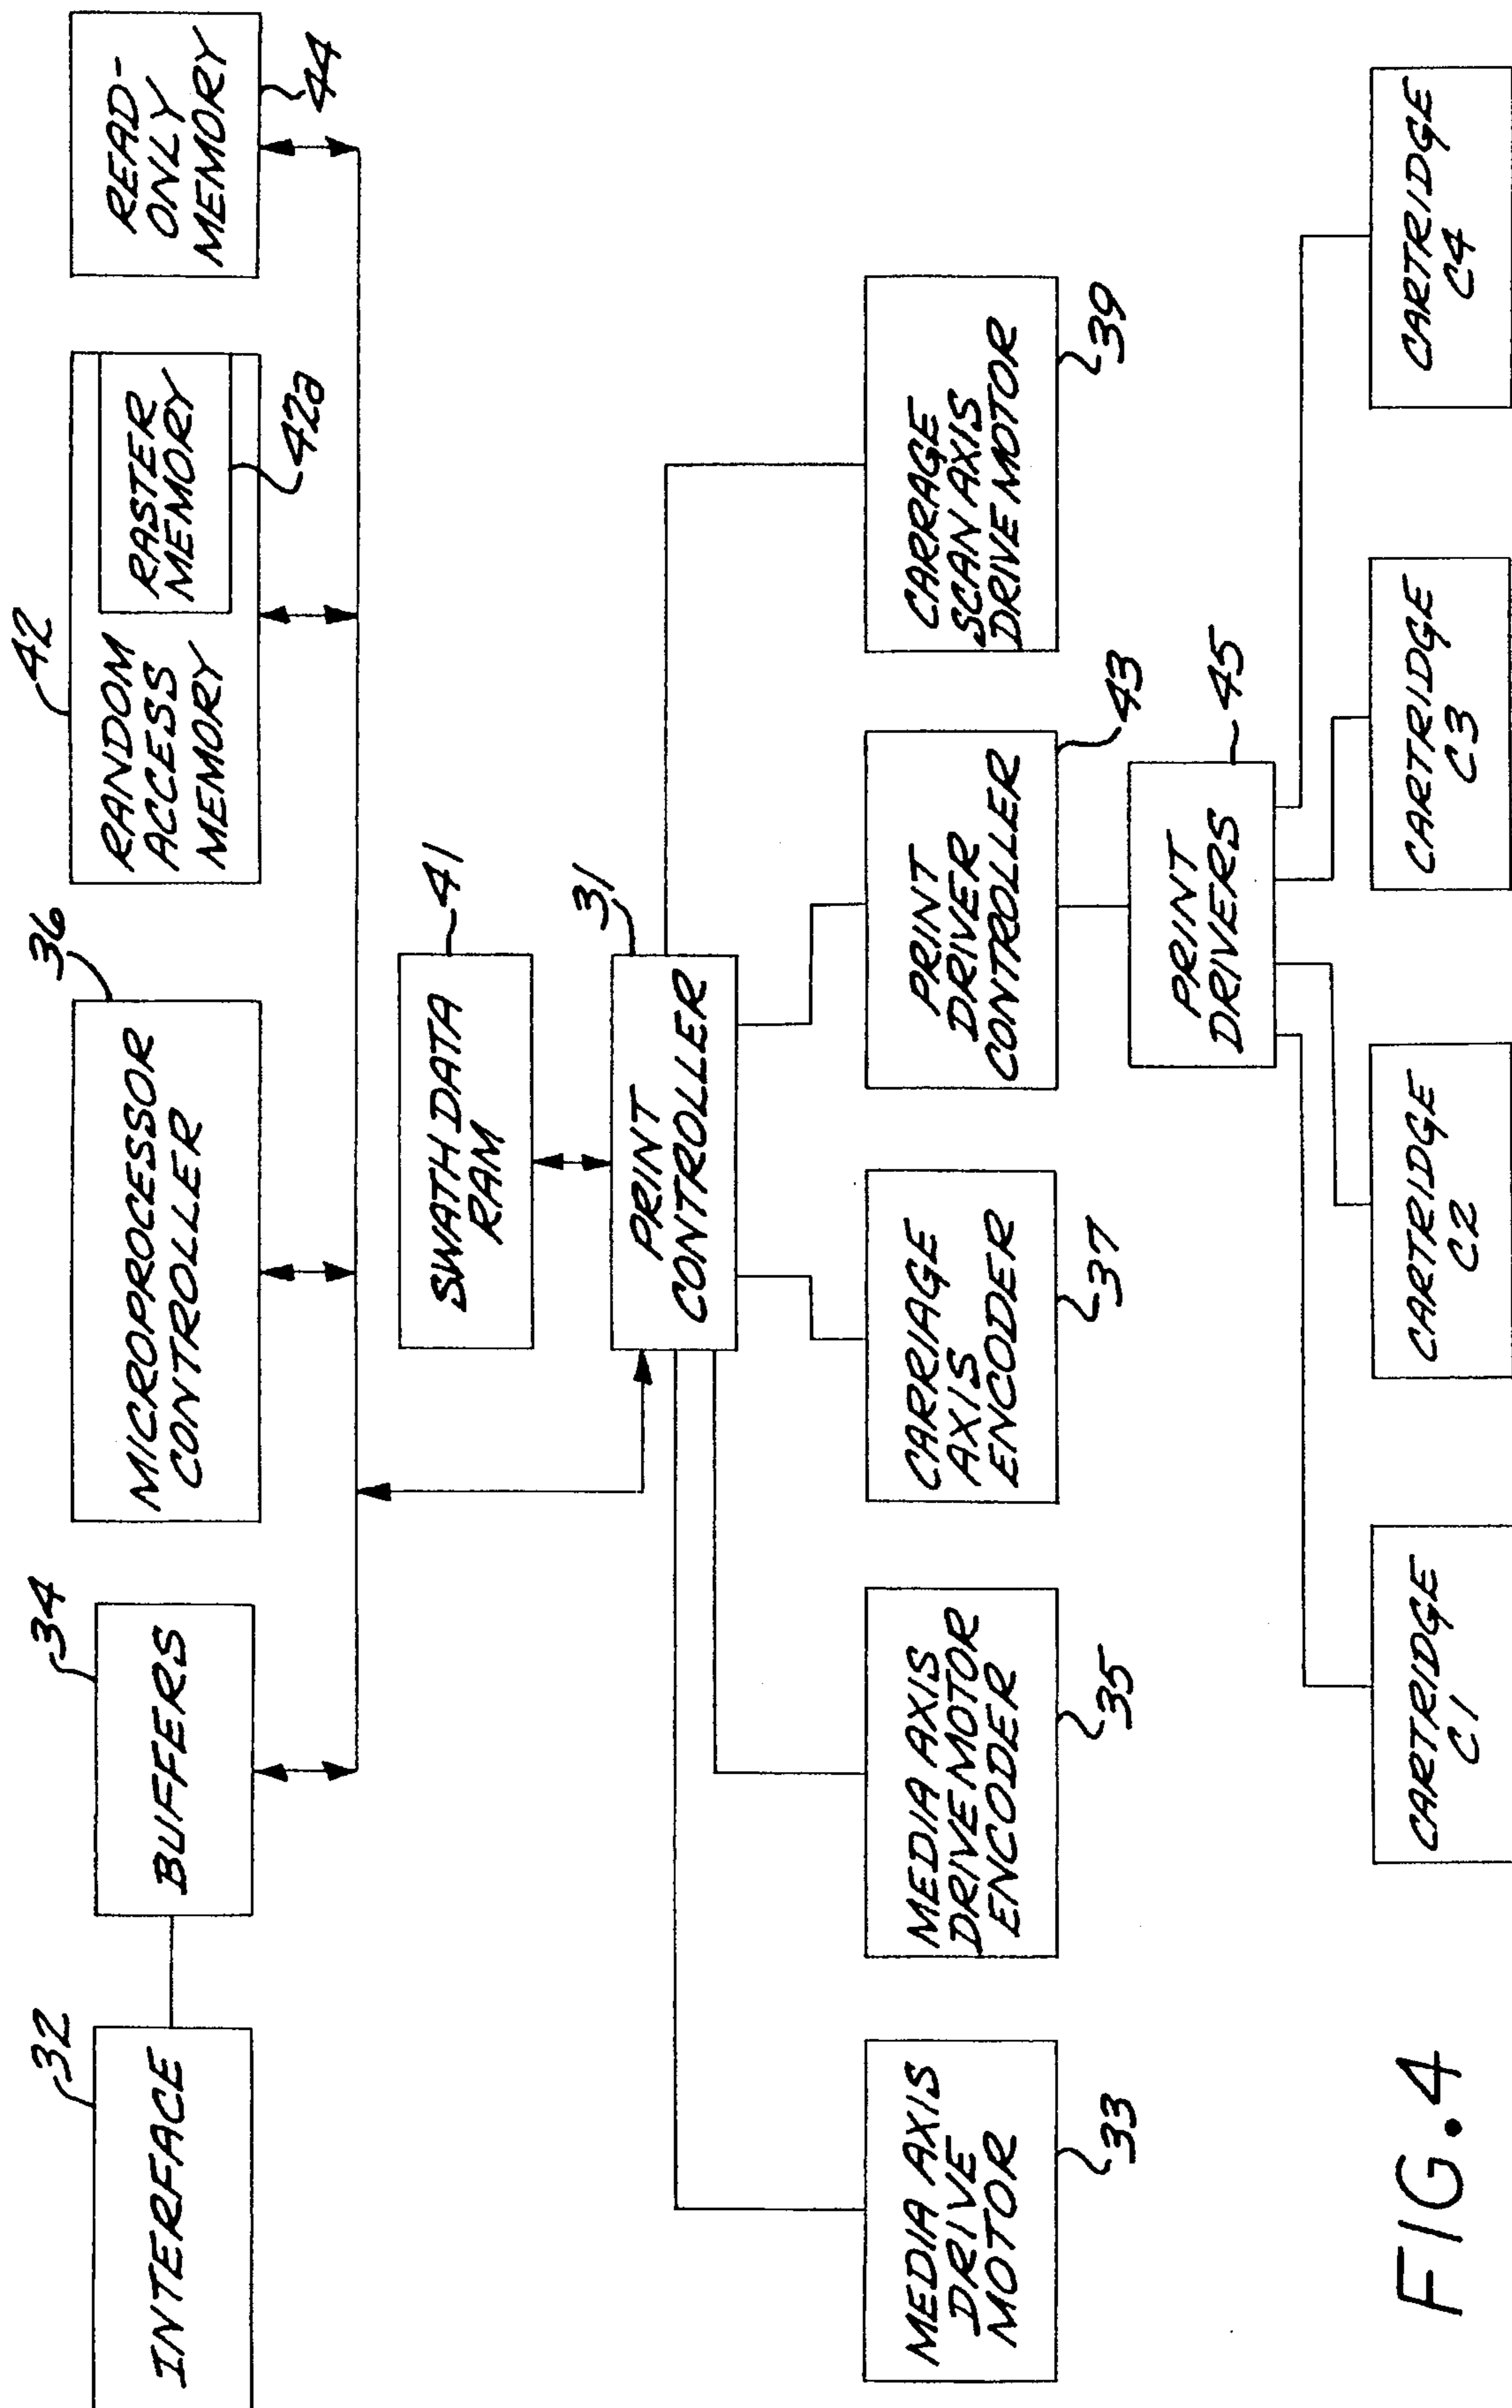 32
INTERFACE
34
BUFFERS
36
MICROPROCESSOR
CONTROLLER
42
RANDOM
ACCESS
MEMORY
RASTER
MEMORY
42a
READ-
ONLY
MEMORY
44
SWATH DATA
RAM
41
31
PRINT
CONTROLLER
MEDIA AXIS
DRIVE
MOTOR
33
MEDIA AXIS
DRIVE MOTOR
ENCODER
35
CARRIAGE
AXIS
ENCODER
37
PRINT
DRIVER
CONTROLLER
43
CARRAGE
SCAN AXIS
DRIVE MOTOR
39
PRINT
DRIVERS
45
CARTRIDGE
C1
CARTRIDGE
C2
CARTRIDGE
C3
CARTRIDGE
C4
FIG.4